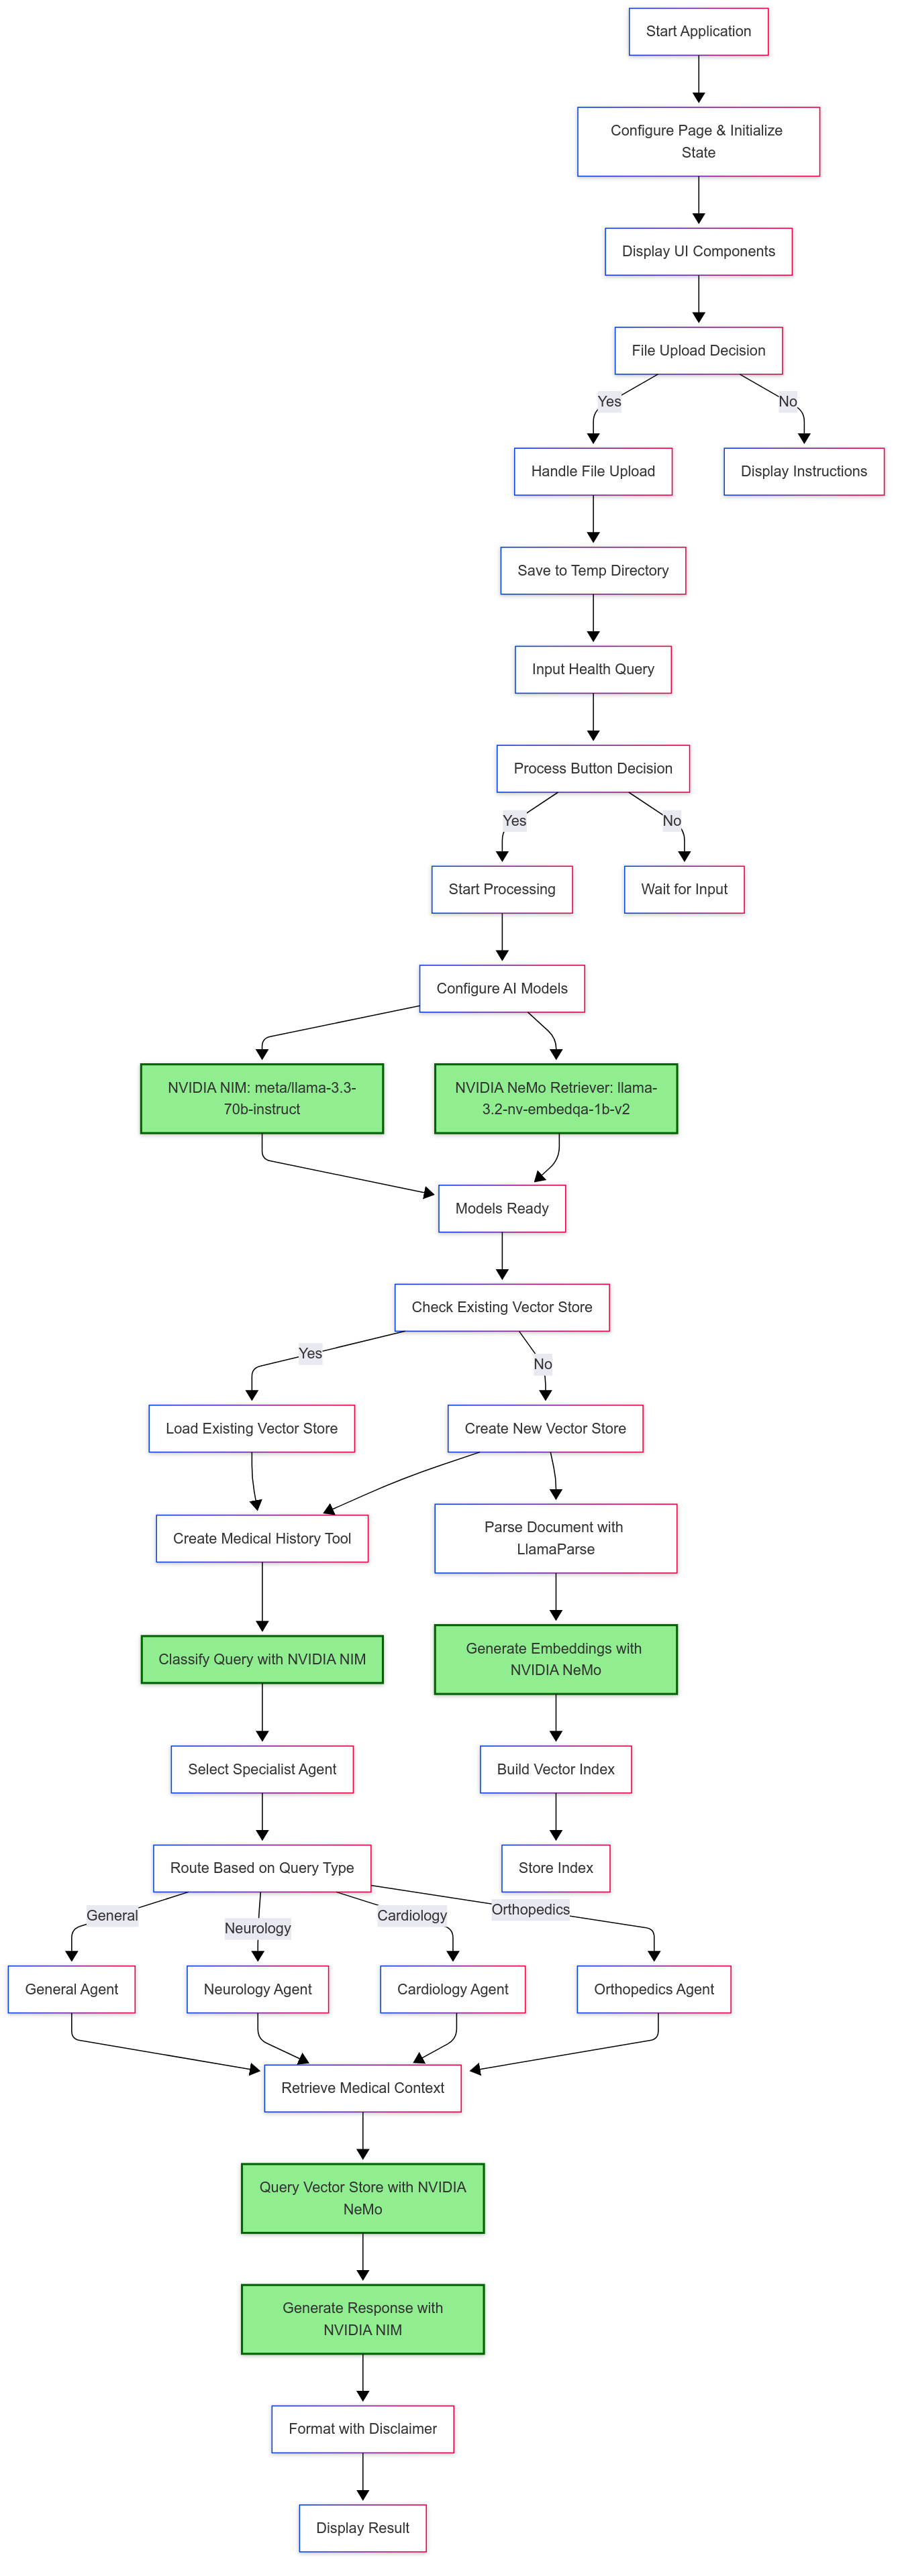 Start Application
Configure Page & Initialize
State
Display UI Components
File Upload Decision
Yes
No
Handle File Upload
Display Instructions
Save to Temp Directory
Input Health Query
Process Button Decision
Yes
No
Start Processing
Wait for Input
Configure AI Models
NVIDIA NIM: meta/llama-3.3-
70b-instruct
NVIDIA NeMo Retriever: llama-
3.2-nv-embedqa-1b-v2
Models Ready
Check Existing Vector Store
Yes
No
Load Existing Vector Store
Create New Vector Store
Create Medical History Tool
Parse Document with
LlamaParse
Classify Query with NVIDIA NIM
Generate Embeddings with
NVIDIA NeMo
Select Specialist Agent
Build Vector Index
Route Based on Query Type
Store Index
General
Neurology
Cardiology
Orthopedics
General Agent
Neurology Agent
Cardiology Agent
Orthopedics Agent
Retrieve Medical Context
Query Vector Store with NVIDIA
NeMo
Generate Response with
NVIDIA NIM
Format with Disclaimer
Display Result